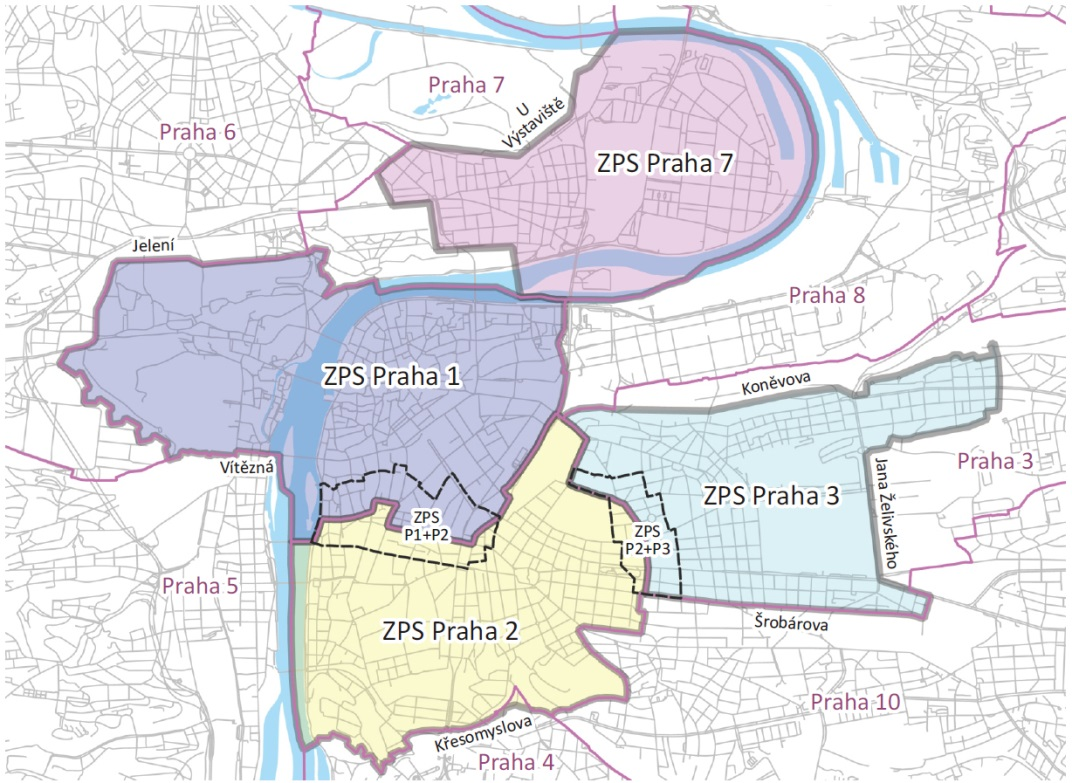 Praha 7
U
Výstaviště
Praha 6
ZPS Praha 7
Jelení
Praha 8
ZPS Praha 1
Koněvova
Vítězná
Praha 3
Jana Želivského
ZPS Praha 3
ZPS
P1+P2
ZPS
P2+P3
Praha 5
ZPS Praha 2
Šrobárova
Praha 10
Křesomyslova
Praha 4